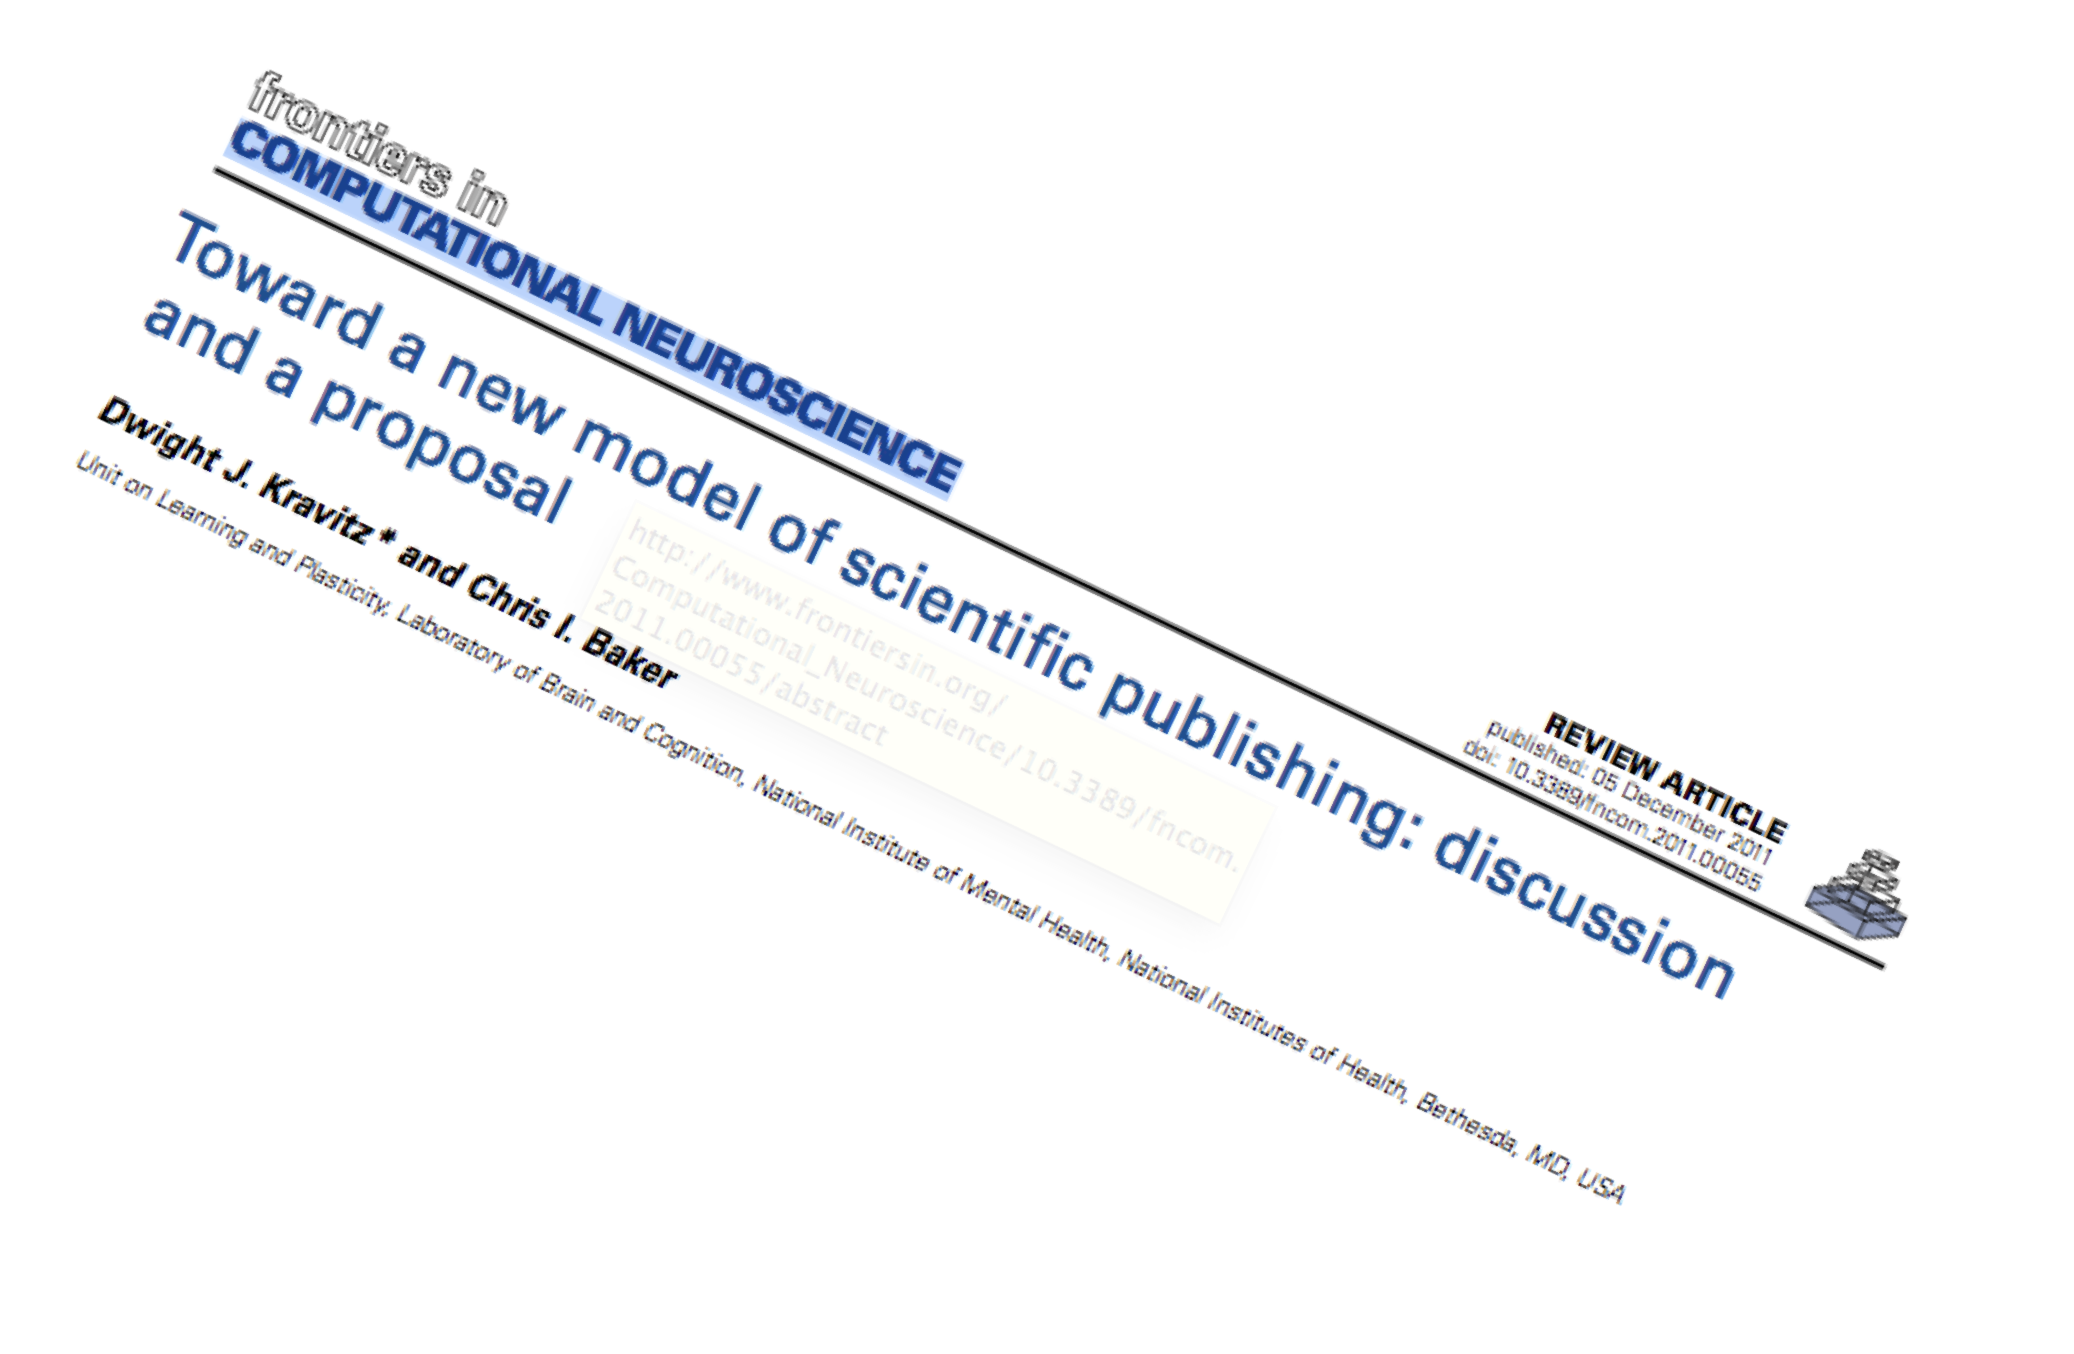 frontiers in
COMPUTATIONAL NEUROSCIENCE
REVIEW ARTICLE
published: 05 December 2011
doi: 10.3389/fncom.2011.00055
Toward a new model of scientific publishing: discussion
and a proposal
Dwight J. Kravitz* and Chris I. Baker
Unit on Learning and Plasticity, Laboratory of Brain and Cognition, National Institute of Mental Health, National Institutes of Health, Bethesda, MD, USA
http://www.frontiersin.org/
Computational_Neuroscience/10.3389/fncom.
2011.00055/abstract